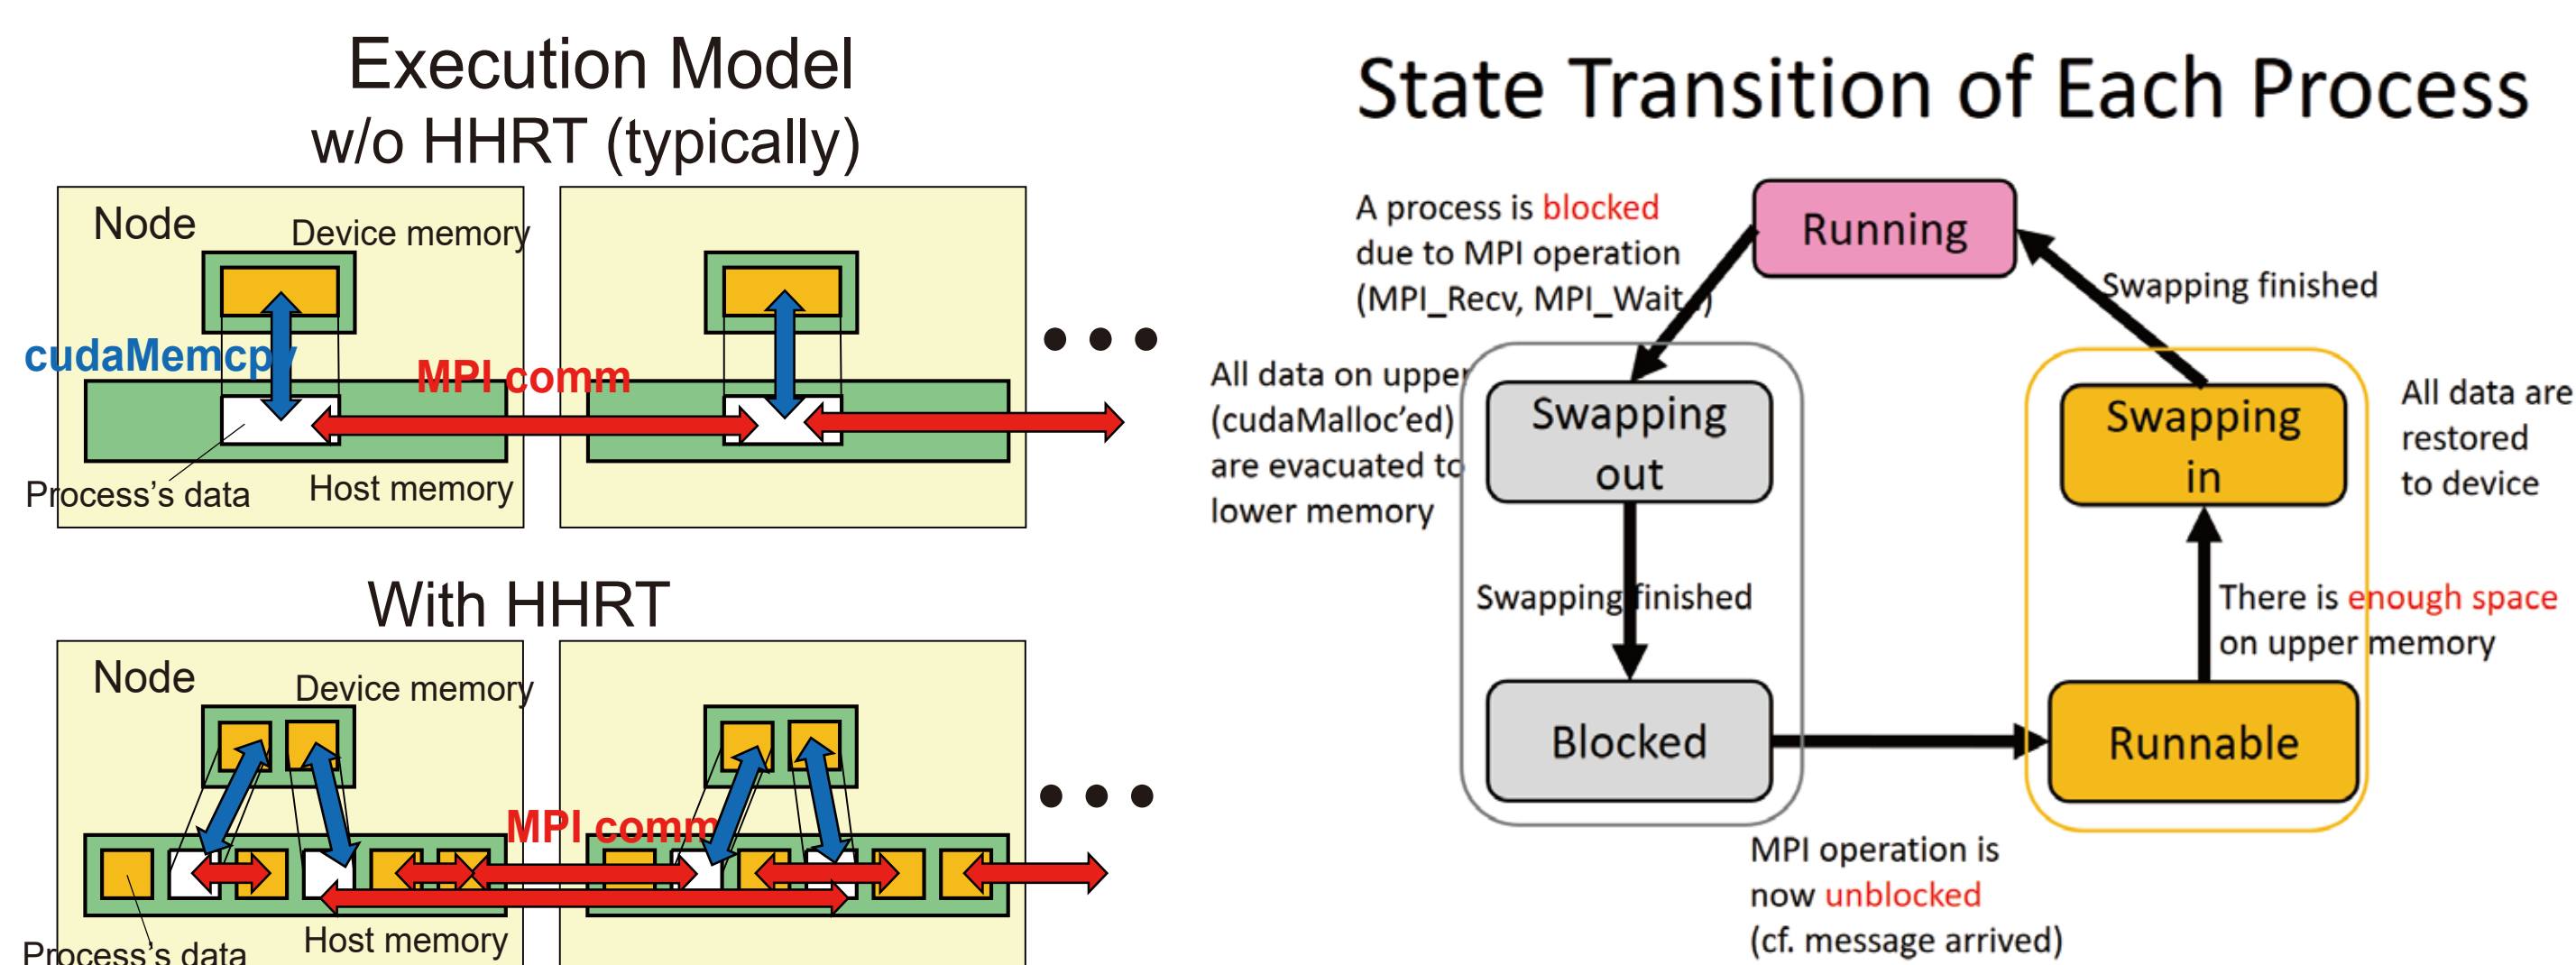 Execution Model
w/o HHRT (typically)
Node
Device memory
cudaMemcpy
MPI comm
Process's data
Host memory
With HHRT
Node
Device memory
MPI comm
Process's data
Host memory
State Transition of Each Process
A process is blocked
due to MPI operation
(MPI_Recv, MPI_Wait..)
Running
Swapping finished
All data on upper
(cudaMalloc'ed)
are evacuated to
lower memory
Swapping
out
Swapping
in
All data are
restored
to device
Swapping finished
There is enough space
on upper memory
Blocked
Runnable
MPI operation is
now unblocked
(cf. message arrived)